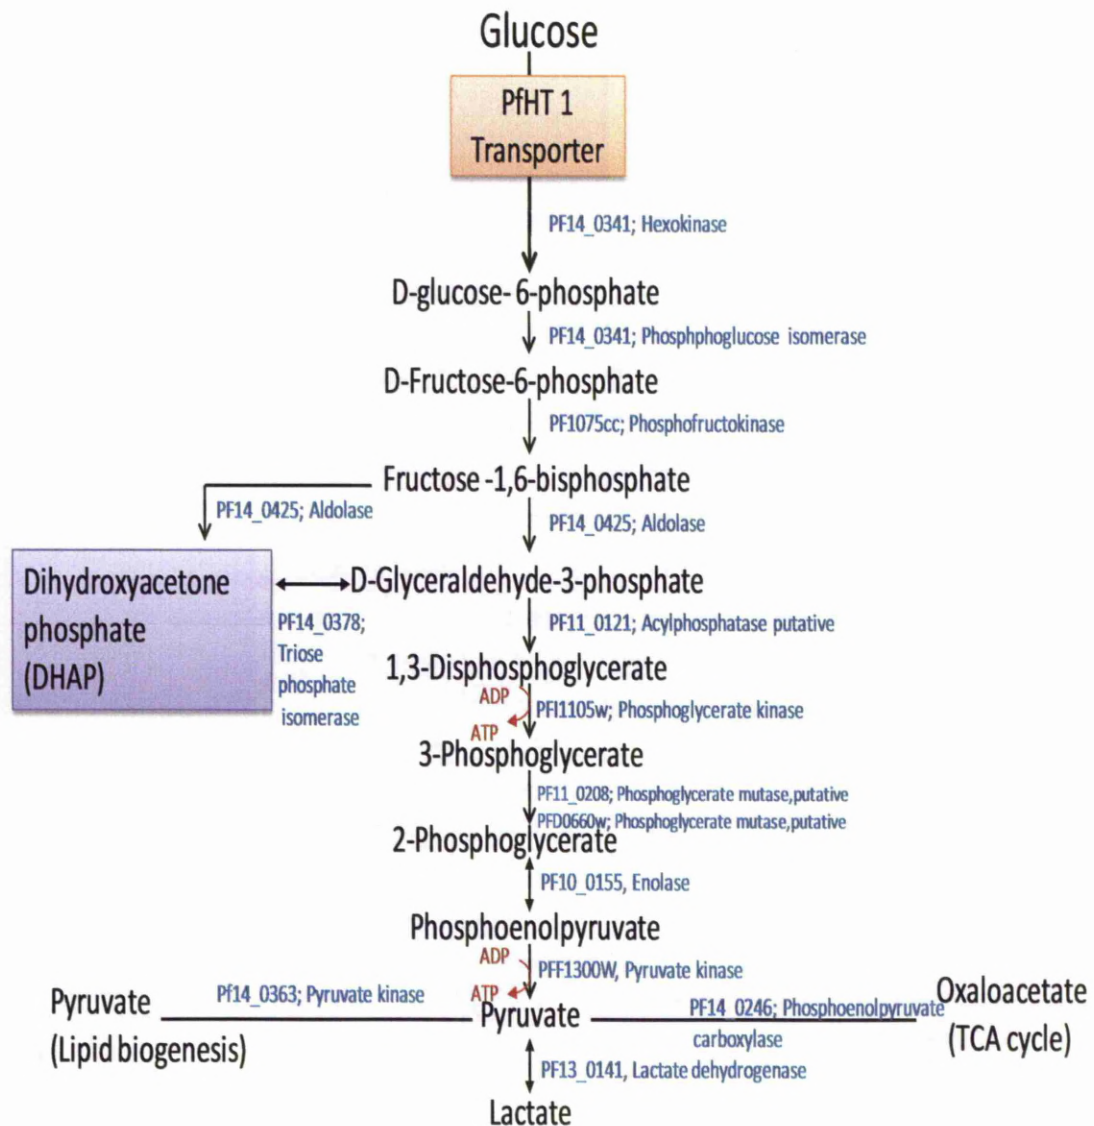 Glucose
PfHT 1
Transporter
PF14_0341; Hexokinase
D-glucose- 6-phosphate
PF14_0341; Phosphphoglucose isomerase
D-Fructose-6-phosphate
PF1075cc; Phosphofructokinase
Fructose -1,6-bisphosphate
PF14_0425; Aldolase
PF14_0425; Aldolase
Dihydroxyacetone
phosphate
(DHAP)
D-Glyceraldehyde-3-phosphate
PF14_0378;
Triose
phosphate
isomerase
PF11_0121; Acylphosphatase putative
1,3-Disphosphoglycerate
ADP
PFI1105w; Phosphoglycerate kinase
ATP
3-Phosphoglycerate
PF11_0208; Phosphoglycerate mutase,putative
PFD0660w; Phosphoglycerate mutase,putative
2-Phosphoglycerate
PF10_0155, Enolase
Phosphoenolpyruvate
ADP
PFF1300W, Pyruvate kinase
ATP
Pyruvate
(Lipid biogenesis)
Pf14_0363; Pyruvate kinase
Pyruvate
PF14_0246; Phosphoenolpyruvate
carboxylase
Oxaloacetate
(TCA cycle)
PF13_0141, Lactate dehydrogenase
Lactate